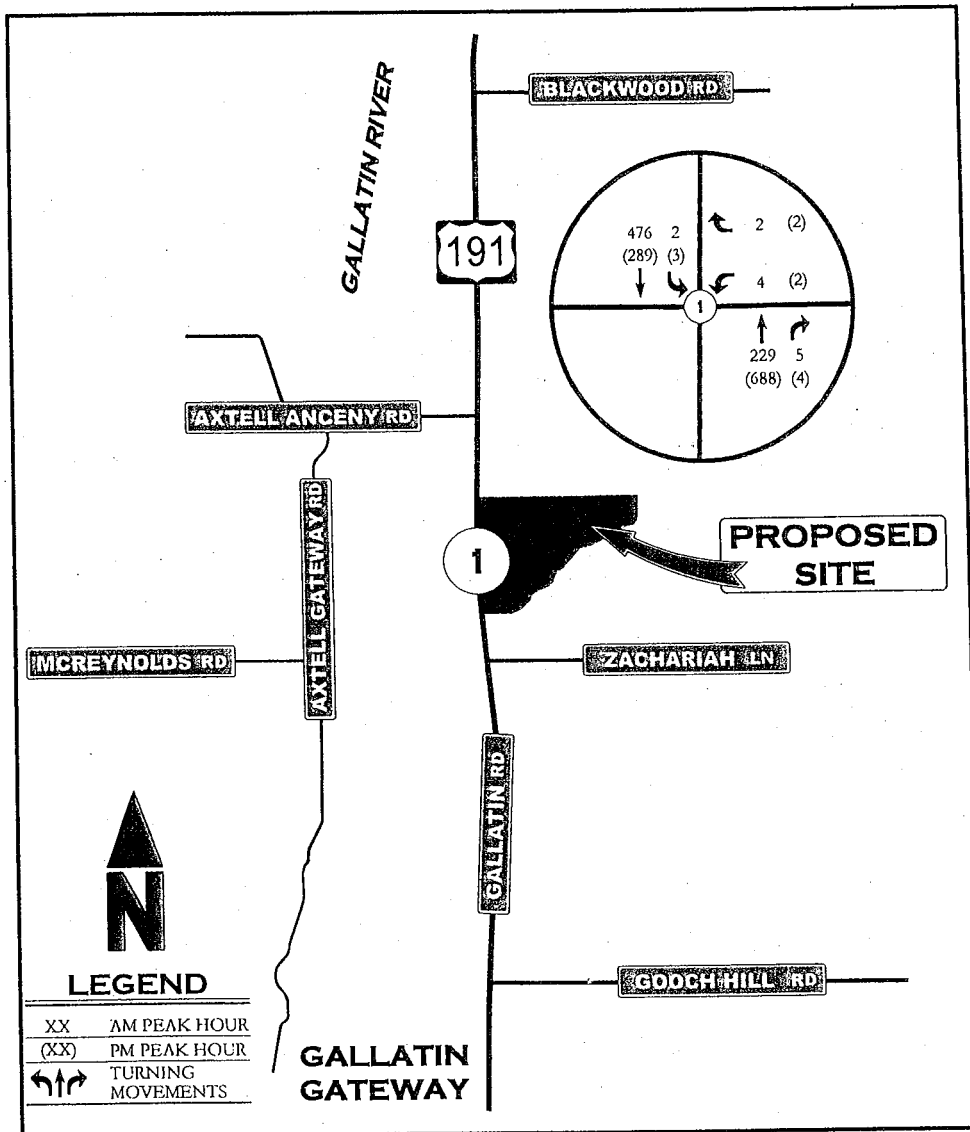 BLACKWOOD RD
GALLATIN RIVER
191
476 2
(289) (3)
2 (2)
4 (2)
1
229 5
(688) (4)
AXTELL ANCENY RD
AXTELL GATEWAY RD
1
PROPOSED
SITE
MCREYNOLDS RD
ZACHARIAH LN
GALLATIN RD
N
GOOCH HILL RD
LEGEND
XX AM PEAK HOUR
(XX) PM PEAK HOUR
TURNING
MOVEMENTS
GALLATIN
GATEWAY